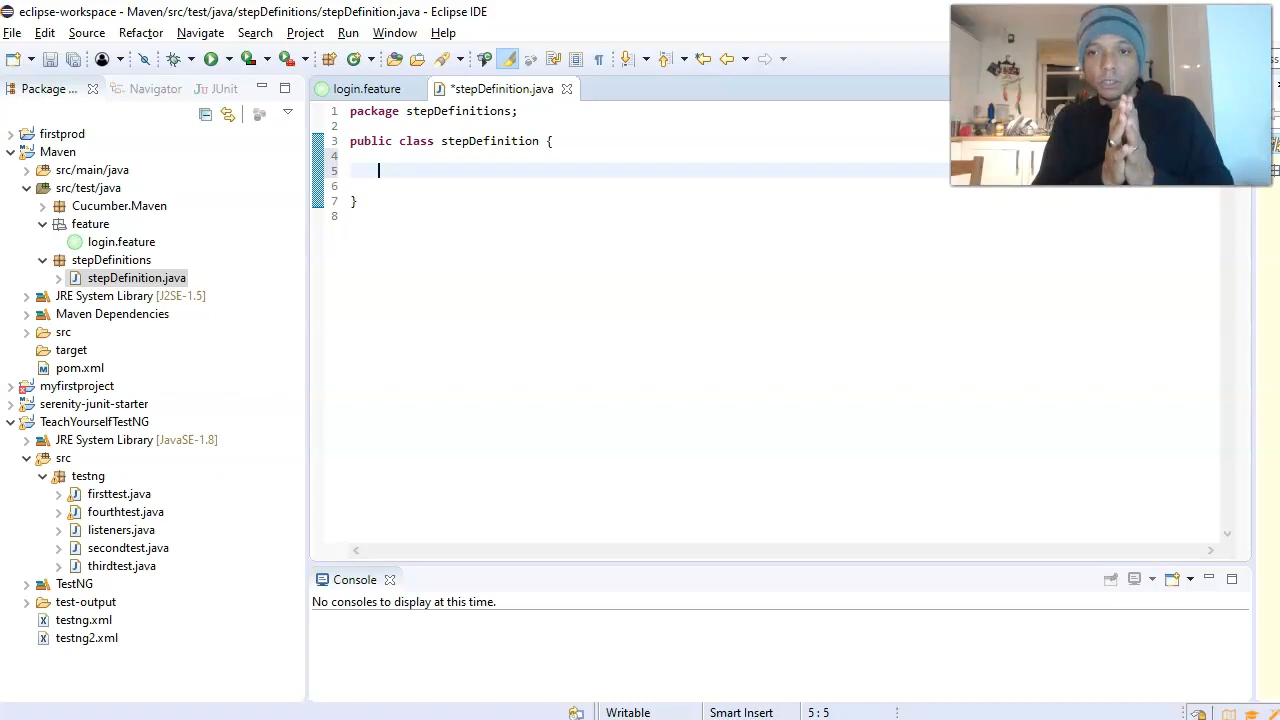 eclipse-workspace - Maven/src/test/java/stepDefinitions/stepDefinition.java - Eclipse IDE
File Edit Source Refactor Navigate Search Project Run Window Help
Package ... Navigator JUnit
login.feature *stepDefinition.java
firstprod
Maven
src/main/java
src/test/java
Cucumber.Maven
feature
login.feature
stepDefinitions
stepDefinition.java
JRE System Library [J2SE-1.5]
Maven Dependencies
src
target
pom.xml
myfirstproject
serenity-junit-starter
TeachYourselfTestNG
JRE System Library [JavaSE-1.8]
src
testng
firsttest.java
fourthtest.java
listeners.java
secondtest.java
thirdtest.java
TestNG
test-output
testng.xml
testng2.xml
1 package stepDefinitions;
2
3 public class stepDefinition {
4
5
6
7 }
8
Console
No consoles to display at this time.
Writable Smart Insert 5 : 5